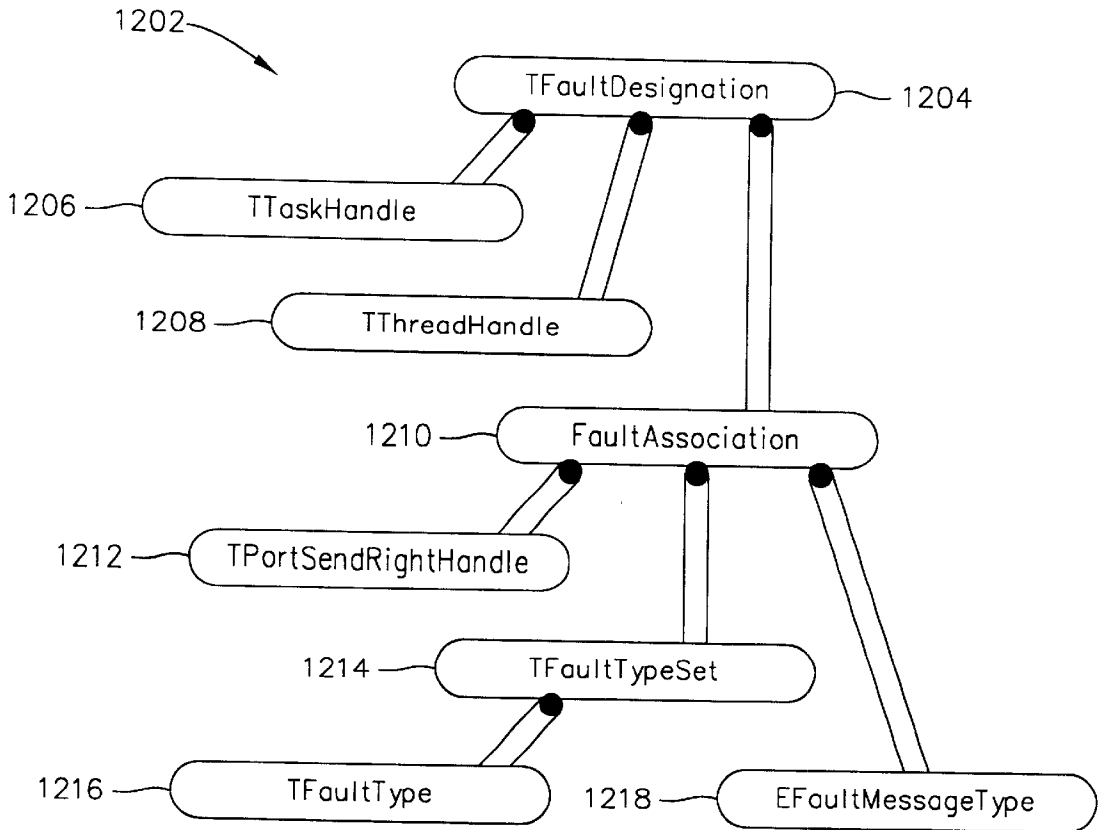 1202
TFaultDesignation
1204
1206
TTaskHandle
1208
TThreadHandle
1210
FaultAssociation
1212
TPortSendRightHandle
1214
TFaultTypeSet
1216
TFaultType
1218
EFaultMessageType